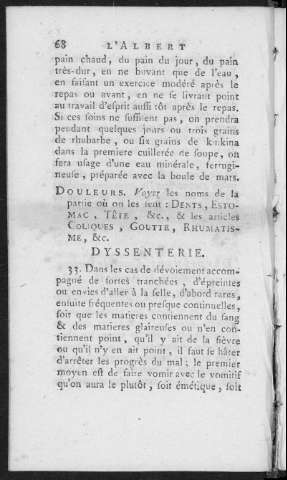 68 L'ALBERT
pain chaud, du pain du jour, du pain
très-dur, en ne buvant que de l'eau,
en faisant un exercice modéré après le
repas ou avant, en ne se livrant point
au travail d'esprit aussi tôt après le repas.
Si ces soins ne suffisent pas, on prendra
pendant quelques jours ou trois grains
de rhubarbe, ou six grains de kinkina
dans la premiere cuillerée de soupe, on
fera usage d'une eau minérale, ferrugi-
neuse, préparée avec la boule de mars.
DOULEURS. Voyez les noms de la
partie où on les sent : DENTS, ESTO-
MAC, TÊTE, &c., & les articles
COLIQUES, GOUTTE, RHUMATIS-
ME, &c.
DYSSENTERIE.
33. Dans les cas de dévoiement accom-
pagné de fortes tranchées, d'épreintes
ou envies d'aller à la selle, d'abord rares,
ensuite fréquentes ou presque continuelles,
soit que les matieres contiennent du sang
& des matieres glaireuses ou n'en con-
tiennent point, qu'il y ait de la fièvre
ou qu'il n'y en ait point, il faut se hâter
d'arrêter les progrès du mal; le premier
moyen est de faire vomir avec le vomitif
qu'on aura le plutôt, soit émétique, soit